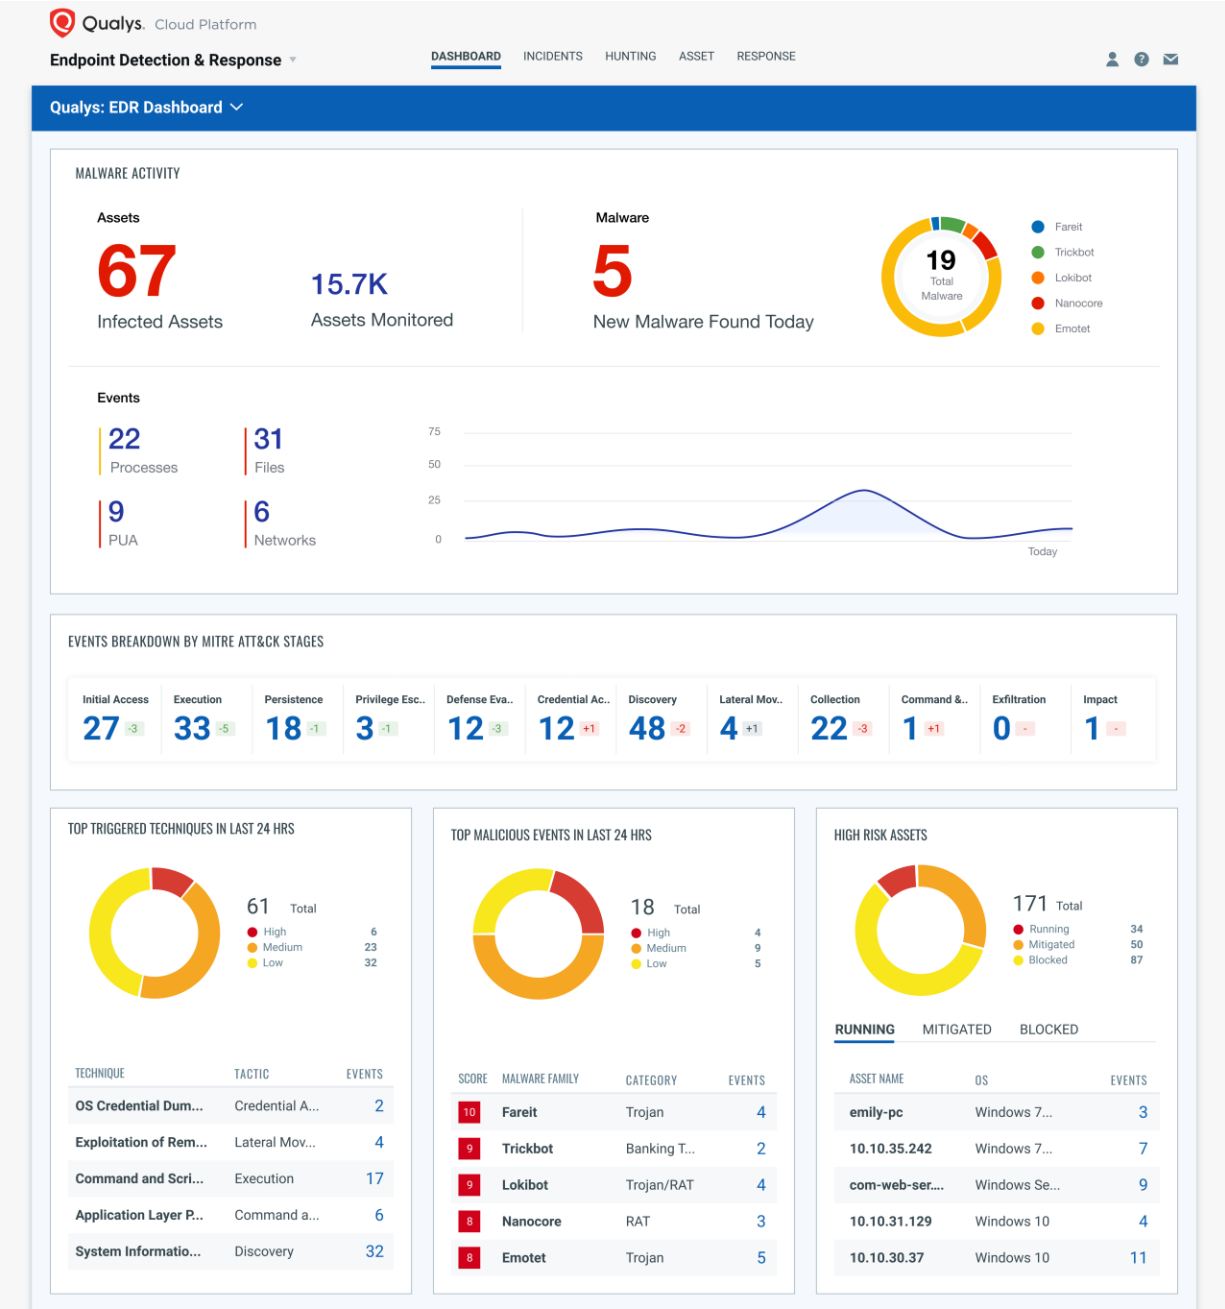 Qualys. Cloud Platform
Endpoint Detection & Response
DASHBOARD INCIDENTS HUNTING ASSET RESPONSE
Qualys: EDR Dashboard
MALWARE ACTIVITY
Assets
67
Infected Assets
15.7K
Assets Monitored
Malware
5
New Malware Found Today
19
Total
Malware
Fareit
Trickbot
Lokibot
Nanocore
Emotet
Events
22
Processes
31
Files
9
PUA
6
Networks
75
50
25
0
Today
EVENTS BREAKDOWN BY MITRE ATT&CK STAGES
Initial Access Execution Persistence Privilege Esc.. Defense Eva.. Credential Ac.. Discovery Lateral Mov.. Collection Command &.. Exfiltration Impact
27 -3 33 -5 18 -1 3 -1 12 -3 12 +1 48 -2 4 +1 22 -3 1 +1 0 - 1 -
TOP TRIGGERED TECHNIQUES IN LAST 24 HRS
61 Total
High 6
Medium 23
Low 32
TECHNIQUE TACTIC EVENTS
OS Credential Dum... Credential A... 2
Exploitation of Rem... Lateral Mov... 4
Command and Scri... Execution 17
Application Layer P... Command a... 6
System Informatio... Discovery 32
TOP MALICIOUS EVENTS IN LAST 24 HRS
18 Total
High 4
Medium 9
Low 5
SCORE MALWARE FAMILY CATEGORY EVENTS
10 Fareit Trojan 4
9 Trickbot Banking T... 2
9 Lokibot Trojan/RAT 4
8 Nanocore RAT 3
8 Emotet Trojan 5
HIGH RISK ASSETS
171 Total
Running 34
Mitigated 50
Blocked 87
RUNNING MITIGATED BLOCKED
ASSET NAME OS EVENTS
emily-pc Windows 7... 3
10.10.35.242 Windows 7... 7
com-web-ser.... Windows Se... 9
10.10.31.129 Windows 10 4
10.10.30.37 Windows 10 11